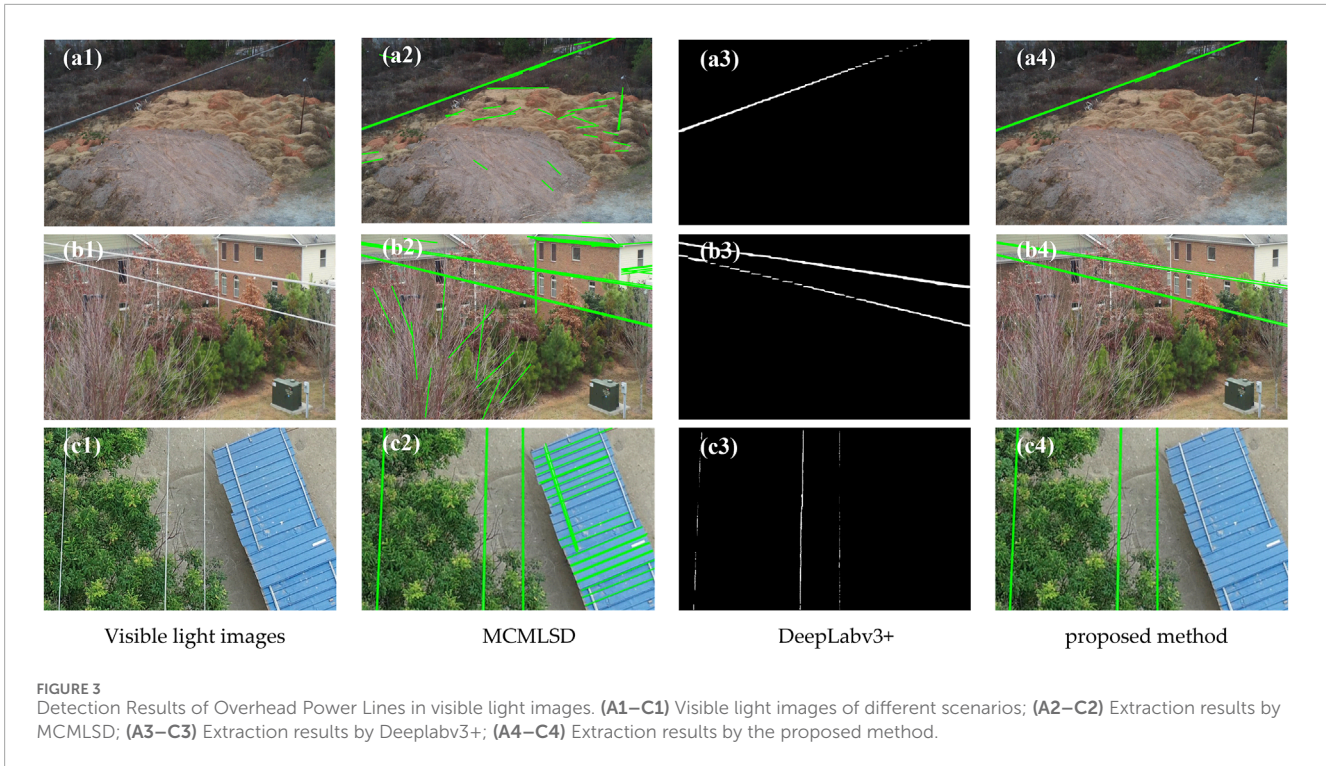 (a1) (a2) (a3) (a4)
(b1) (b2) (b3) (b4)
(c1) (c2) (c3) (c4)
Visible light images MCMLSD DeepLabv3+ proposed method
FIGURE 3
Detection Results of Overhead Power Lines in visible light images. (A1–C1) Visible light images of different scenarios; (A2–C2) Extraction results by
MCMLSD; (A3–C3) Extraction results by Deeplabv3+; (A4–C4) Extraction results by the proposed method.